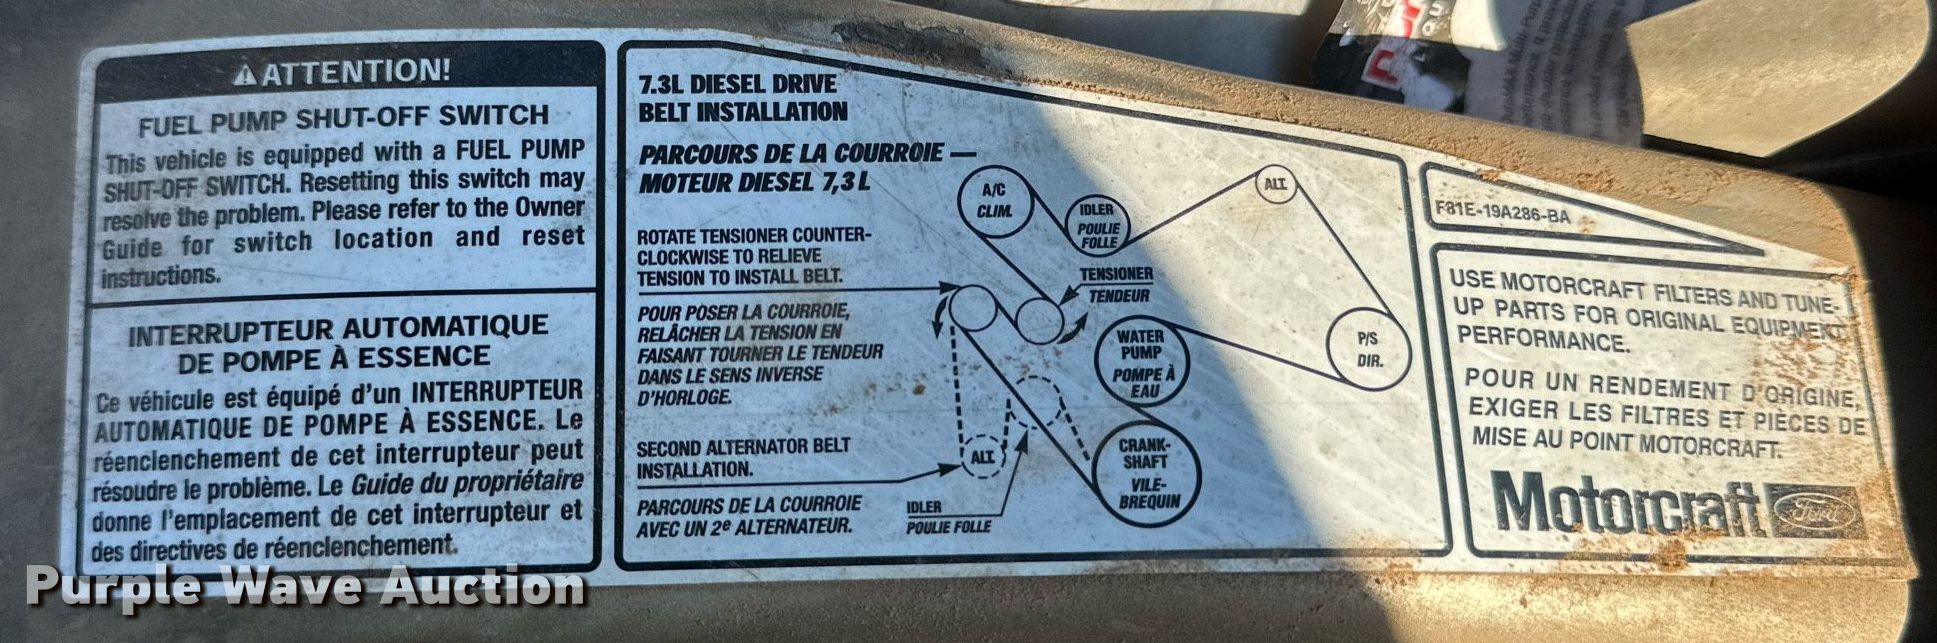 ATTENTION!
FUEL PUMP SHUT-OFF SWITCH
This vehicle is equipped with a FUEL PUMP
SHUT-OFF SWITCH. Resetting this switch may
resolve the problem. Please refer to the Owner
Guide for switch location and reset
instructions.
INTERRUPTEUR AUTOMATIQUE
DE POMPE À ESSENCE
Ce véhicule est équipé d'un INTERRUPTEUR
AUTOMATIQUE DE POMPE À ESSENCE. Le
réenclenchement de cet interrupteur peut
résoudre le problème. Le Guide du propriétaire
donne l'emplacement de cet interrupteur et
des directives de réenclenchement.
7.3L DIESEL DRIVE
BELT INSTALLATION
PARCOURS DE LA COURROIE —
MOTEUR DIESEL 7,3 L
ROTATE TENSIONER COUNTER-
CLOCKWISE TO RELIEVE
TENSION TO INSTALL BELT.
POUR POSER LA COURROIE,
RELÂCHER LA TENSION EN
FAISANT TOURNER LE TENDEUR
DANS LE SENS INVERSE
D'HORLOGE.
SECOND ALTERNATOR BELT
INSTALLATION.
PARCOURS DE LA COURROIE
AVEC UN 2e ALTERNATEUR.
A/C
CLIM.
IDLER
POULIE
FOLLE
ALT.
TENSIONER
TENDEUR
WATER
PUMP
POMPE À
EAU
P/S
DIR.
CRANK-
SHAFT
VILE-
BREQUIN
ALT.
IDLER
POULIE FOLLE
F81E-19A286-BA
USE MOTORCRAFT FILTERS AND TUNE-
UP PARTS FOR ORIGINAL EQUIPMENT
PERFORMANCE.
POUR UN RENDEMENT D'ORIGINE,
EXIGER LES FILTRES ET PIÈCES DE
MISE AU POINT MOTORCRAFT.
Motorcraft
Ford
Purple Wave Auction